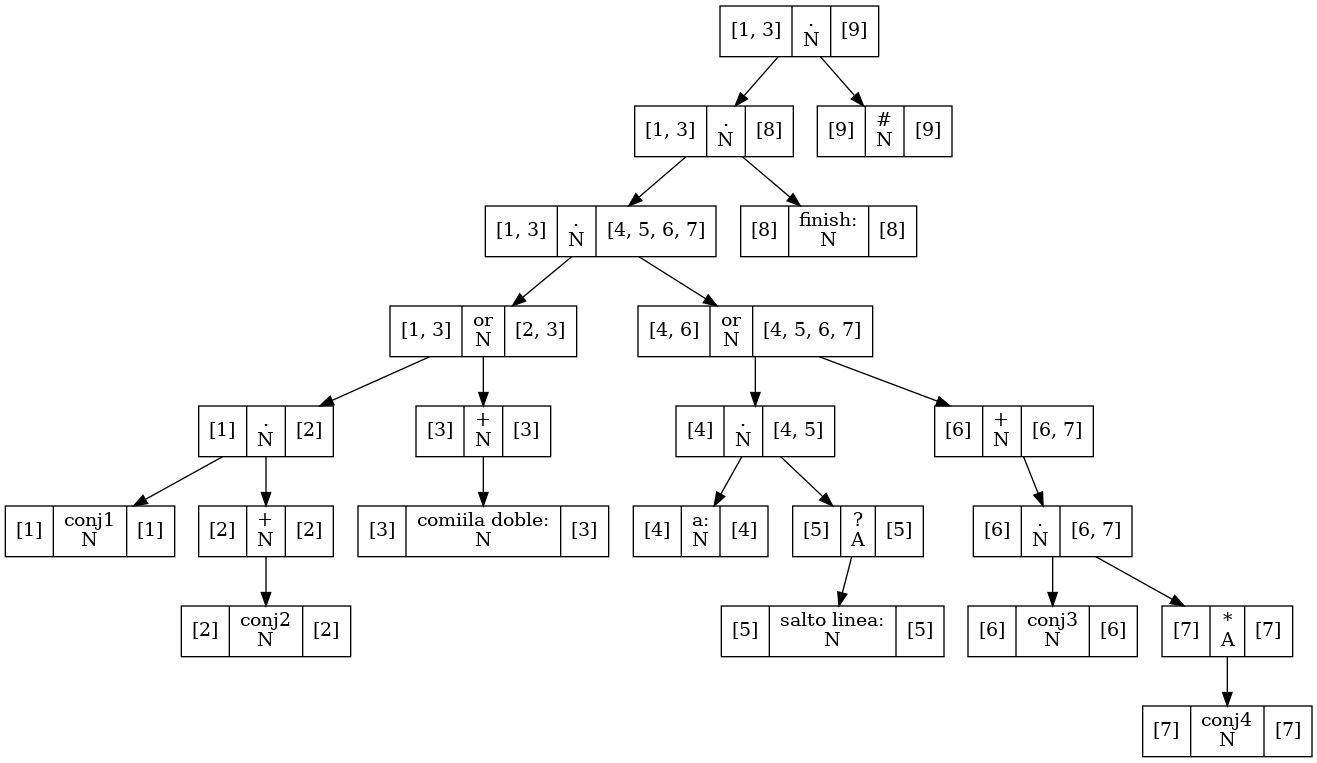 [1, 3] . N [9]
[1, 3] . N [8]
[9] # N [9]
[1, 3] . N [4, 5, 6, 7]
[8] finish: N [8]
[1, 3] or N [2, 3]
[4, 6] or N [4, 5, 6, 7]
[1] . N [2]
[3] + N [3]
[4] . N [4, 5]
[6] + N [6, 7]
[1] conj1 N [1]
[2] + N [2]
[3] comiila doble: N [3]
[4] a: N [4]
[5] ? A [5]
[6] . N [6, 7]
[2] conj2 N [2]
[5] salto linea: N [5]
[6] conj3 N [6]
[7] * A [7]
[7] conj4 N [7]